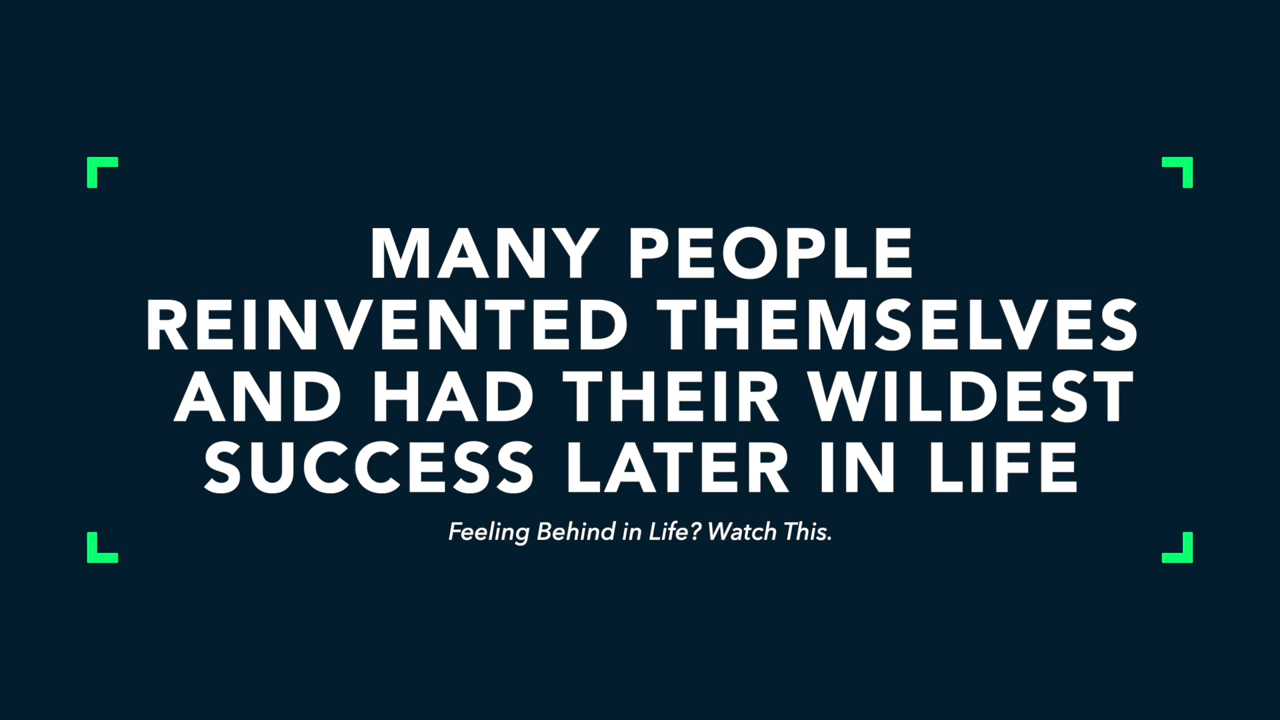 MANY PEOPLE
REINVENTED THEMSELVES
AND HAD THEIR WILDEST
SUCCESS LATER IN LIFE
Feeling Behind in Life? Watch This.